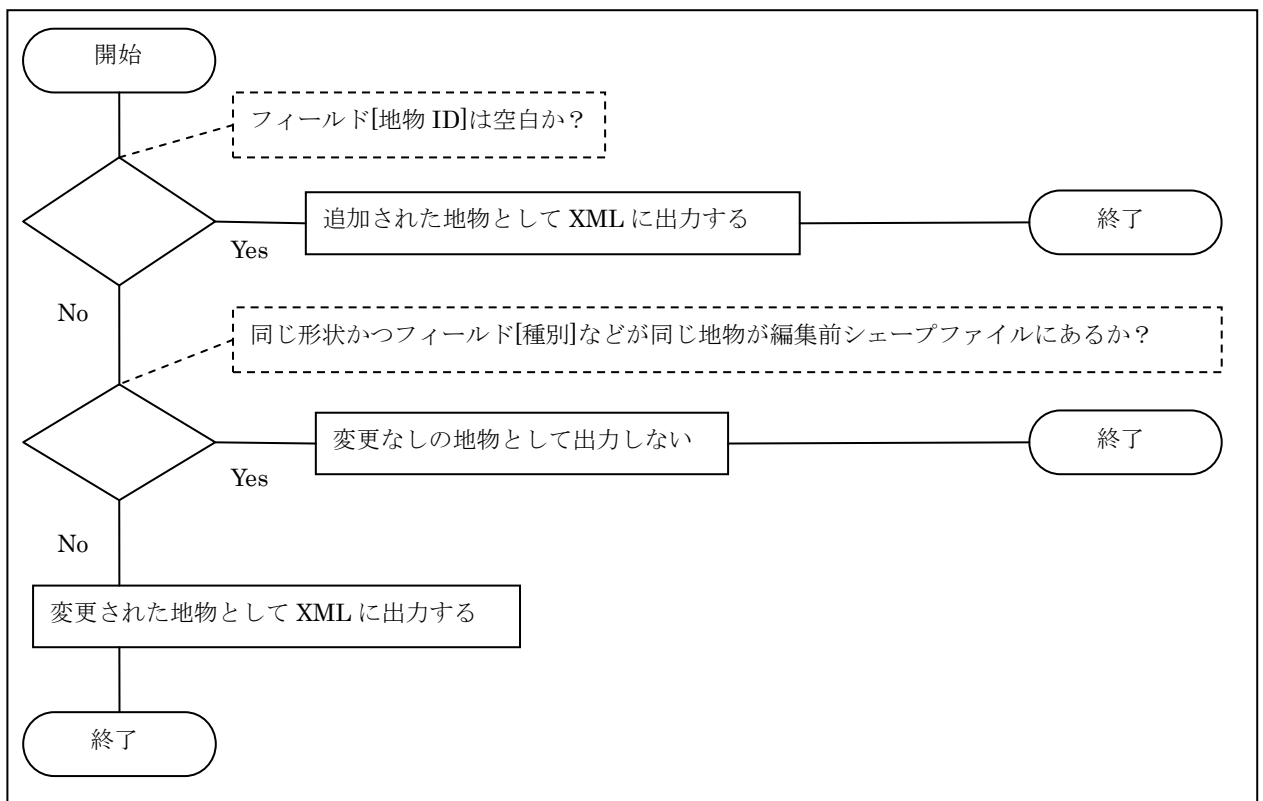 開始
フィールド[地物 ID]は空白か？
追加された地物として XML に出力する
終了
Yes
No
同じ形状かつフィールド[種別]などが同じ地物が編集前シェープファイルにあるか？
変更なしの地物として出力しない
終了
Yes
No
変更された地物として XML に出力する
終了